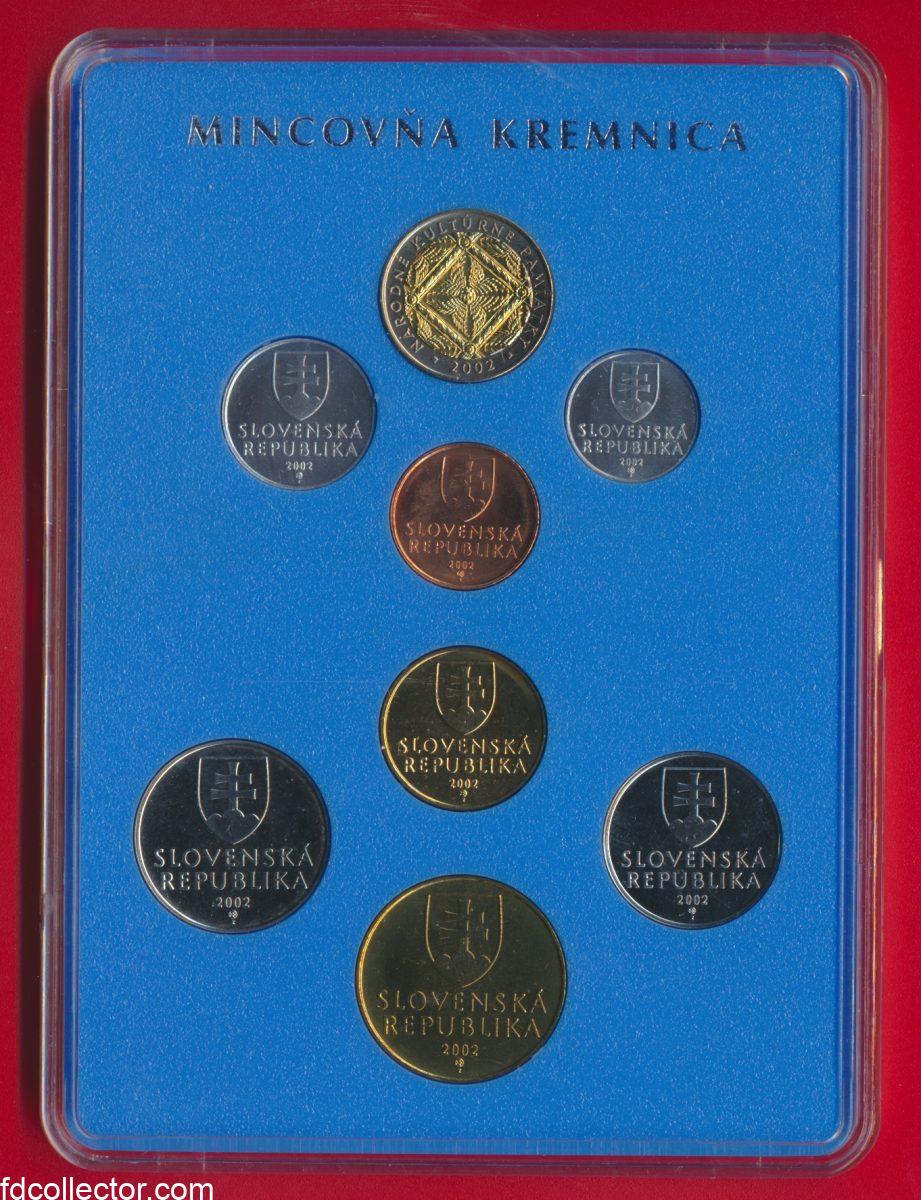 MINCOVŇA KREMNICA
NÁRODNÉ KULTÚRNE PAMIATKY
2002
SLOVENSKÁ
REPUBLIKA
2002
SLOVENSKÁ
REPUBLIKA
2002
SLOVENSKÁ
REPUBLIKA
2002
SLOVENSKÁ
REPUBLIKA
2002
SLOVENSKÁ
REPUBLIKA
2002
SLOVENSKÁ
REPUBLIKA
2002
SLOVENSKÁ
REPUBLIKA
2002
fdcollector.com